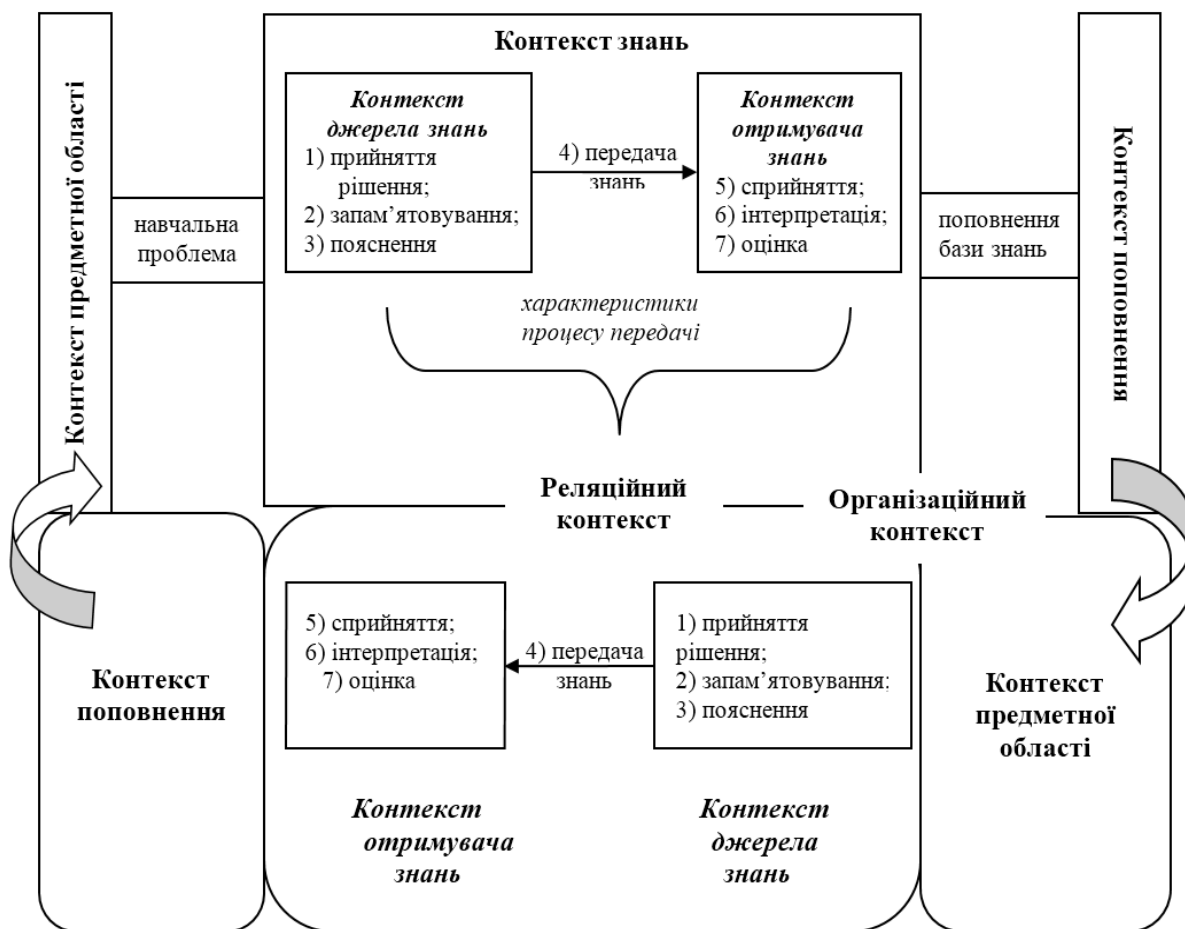 Контекст предметної області
навчальна
проблема
Контекст знань
Контекст
джерела знань
1) прийняття
рішення;
2) запам’ятовування;
3) пояснення
4) передача
знань
Контекст
отримувача
знань
5) сприйняття;
6) інтерпретація;
7) оцінка
поповнення
бази знань
Контекст поповнення
характеристики
процесу передачі
Реляційний
контекст
Організаційний
контекст
Контекст
поповнення
5) сприйняття;
6) інтерпретація;
7) оцінка
4) передача
знань
1) прийняття
рішення;
2) запам’ятовування;
3) пояснення
Контекст
предметної
області
Контекст
отримувача
знань
Контекст
джерела
знань